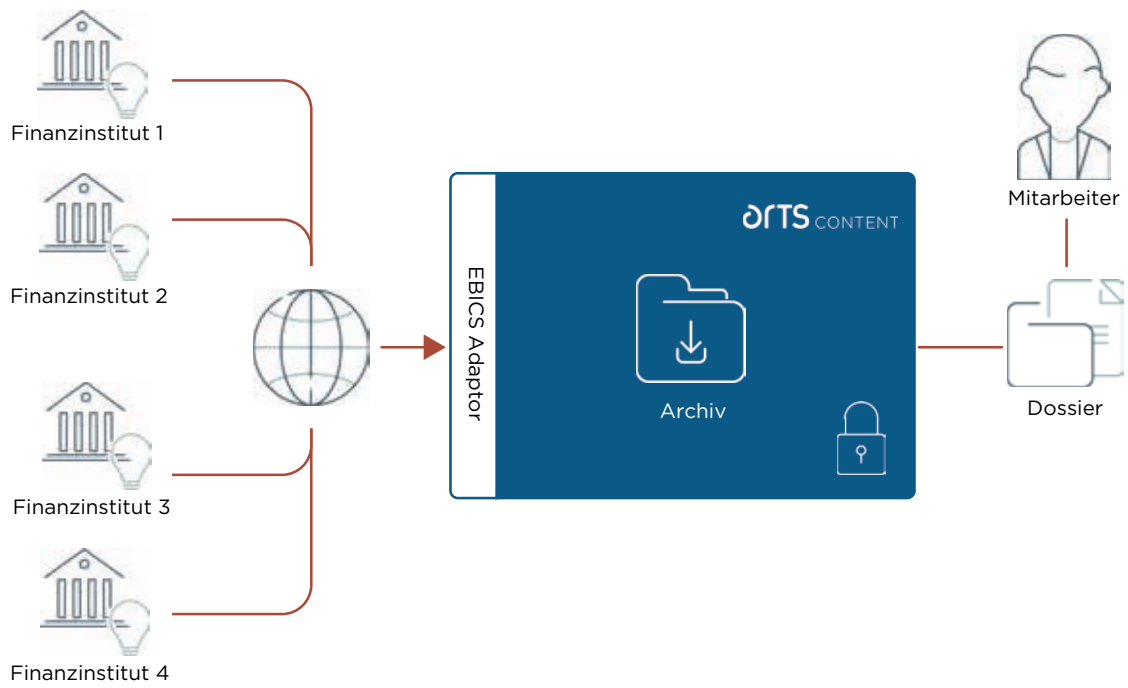 Finanzinstitut 1
Finanzinstitut 2
Finanzinstitut 3
Finanzinstitut 4
EBICS Adaptor
arts CONTENT
Archiv
Mitarbeiter
Dossier